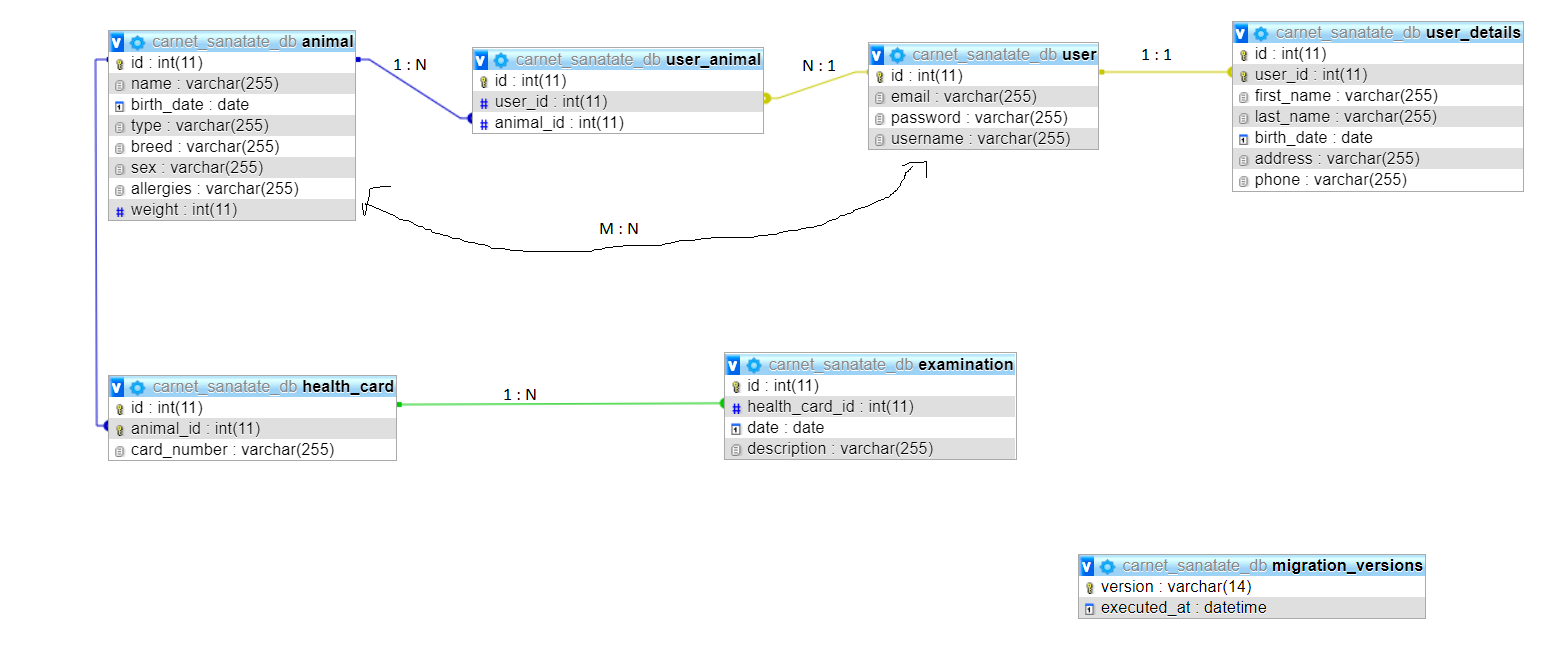 carnet_sanatate_db animal
id : int(11)
name : varchar(255)
birth_date : date
type : varchar(255)
breed : varchar(255)
sex : varchar(255)
allergies : varchar(255)
weight : int(11)
1 : N
carnet_sanatate_db user_animal
id : int(11)
user_id : int(11)
animal_id : int(11)
N : 1
carnet_sanatate_db user
id : int(11)
email : varchar(255)
password : varchar(255)
username : varchar(255)
1 : 1
carnet_sanatate_db user_details
id : int(11)
user_id : int(11)
first_name : varchar(255)
last_name : varchar(255)
birth_date : date
address : varchar(255)
phone : varchar(255)
M : N
carnet_sanatate_db health_card
id : int(11)
animal_id : int(11)
card_number : varchar(255)
1 : N
carnet_sanatate_db examination
id : int(11)
health_card_id : int(11)
date : date
description : varchar(255)
carnet_sanatate_db migration_versions
version : varchar(14)
executed_at : datetime